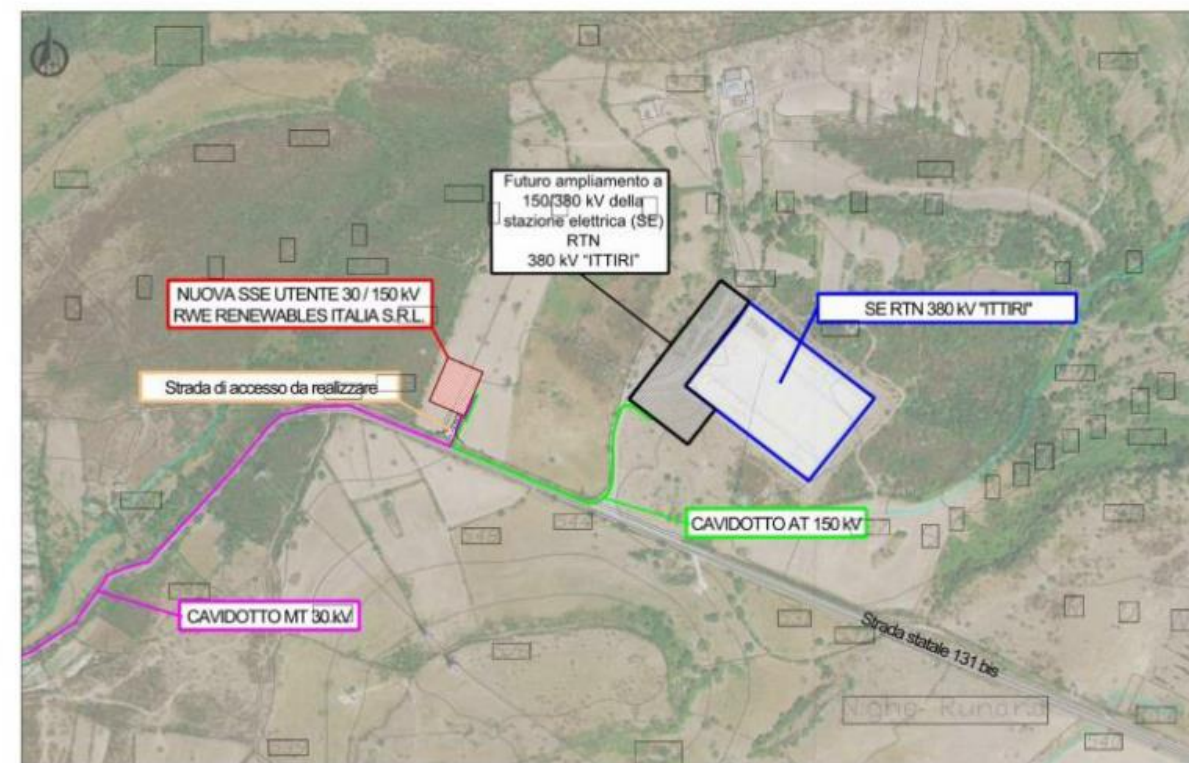 Futuro ampliamento a
150/380 kV della
stazione elettrica (SE)
RTN
380 kV "ITTIRI"
NUOVA SSE UTENTE 30 / 150 kV
RWE RENEWABLES ITALIA S.R.L.
SE RTN 380 kV "ITTIRI"
Strada di accesso da realizzare
CAVIDOTTO AT 150 kV
CAVIDOTTO MT 30 kV
Strada statale 131 bis